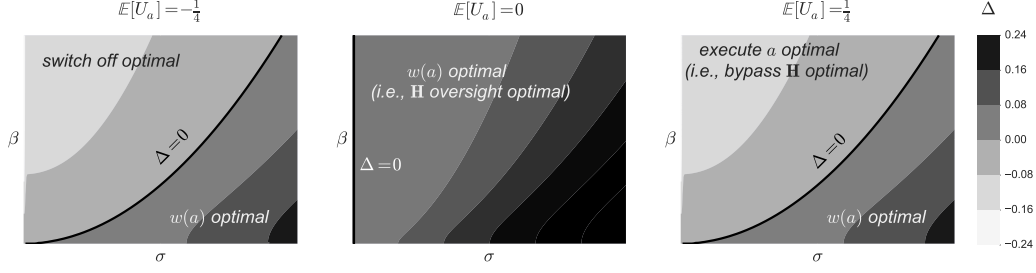 𝔼[U_a]=−1/4
𝔼[U_a]=0
𝔼[U_a]=1/4
Δ
switch off optimal
Δ=0
w(a) optimal
β
σ
w(a) optimal
(i.e., H oversight optimal)
Δ=0
σ
execute a optimal
(i.e., bypass H optimal)
Δ=0
w(a) optimal
β
σ
0.24
0.16
0.08
0.00
−0.08
−0.16
−0.24